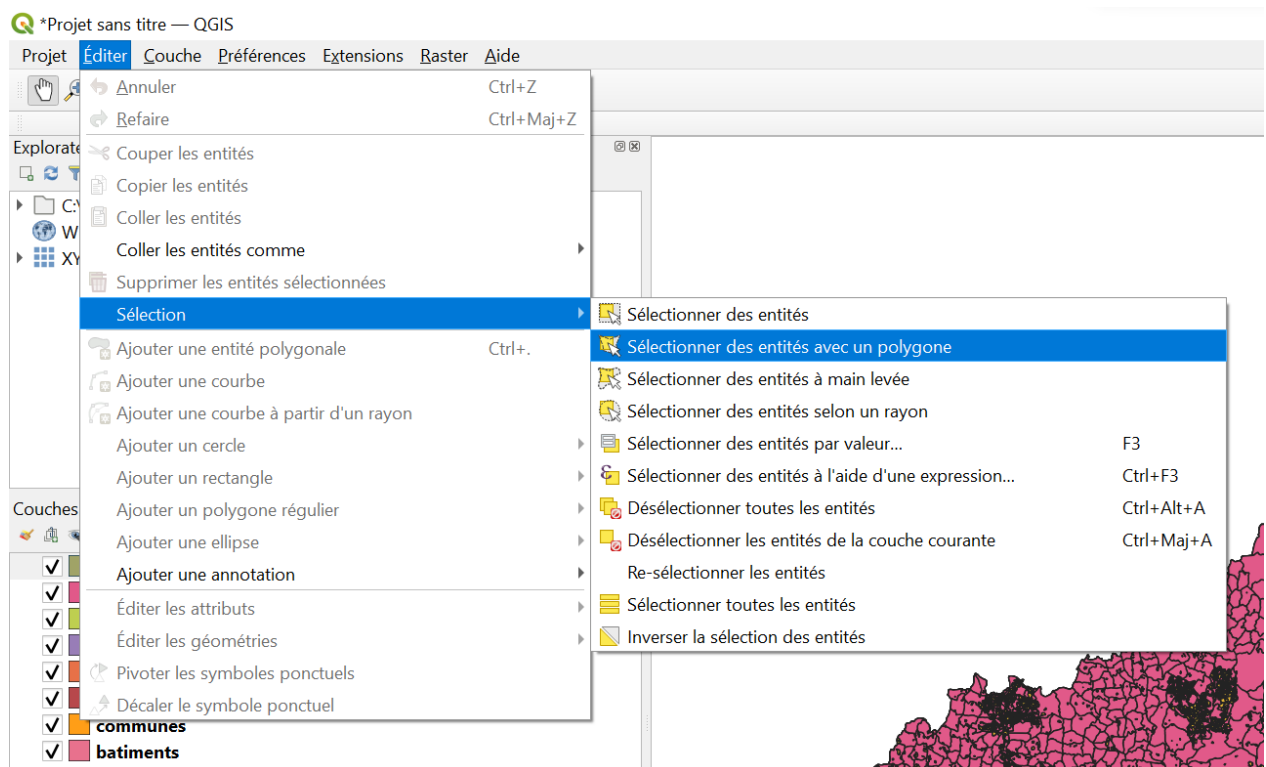 *Projet sans titre — QGIS
Projet Éditer Couche Préférences Extensions Raster Aide
Annuler Ctrl+Z
Refaire Ctrl+Maj+Z
Explorate
Couper les entités
Copier les entités
C:\
Coller les entités
W
Coller les entités comme
XY
Supprimer les entités sélectionnées
Sélection
Sélectionner des entités
Ajouter une entité polygonale Ctrl+.
Sélectionner des entités avec un polygone
Ajouter une courbe
Sélectionner des entités à main levée
Ajouter une courbe à partir d'un rayon
Sélectionner des entités selon un rayon
Ajouter un cercle
Sélectionner des entités par valeur... F3
Ajouter un rectangle
Sélectionner des entités à l'aide d'une expression... Ctrl+F3
Couches
Ajouter un polygone régulier
Désélectionner toutes les entités Ctrl+Alt+A
Ajouter une ellipse
Désélectionner les entités de la couche courante Ctrl+Maj+A
Ajouter une annotation
Re-sélectionner les entités
Éditer les attributs
Sélectionner toutes les entités
Éditer les géométries
Inverser la sélection des entités
Pivoter les symboles ponctuels
Décaler le symbole ponctuel
communes
batiments